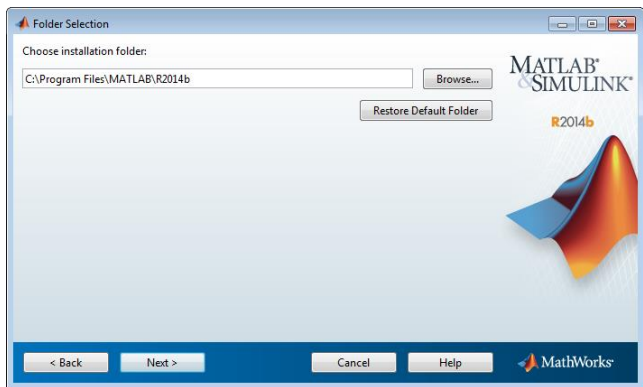 Folder Selection
Choose installation folder:
C:\Program Files\MATLAB\R2014b
Browse...
Restore Default Folder
MATLAB®
&SIMULINK®
R2014b
< Back
Next >
Cancel
Help
MathWorks®